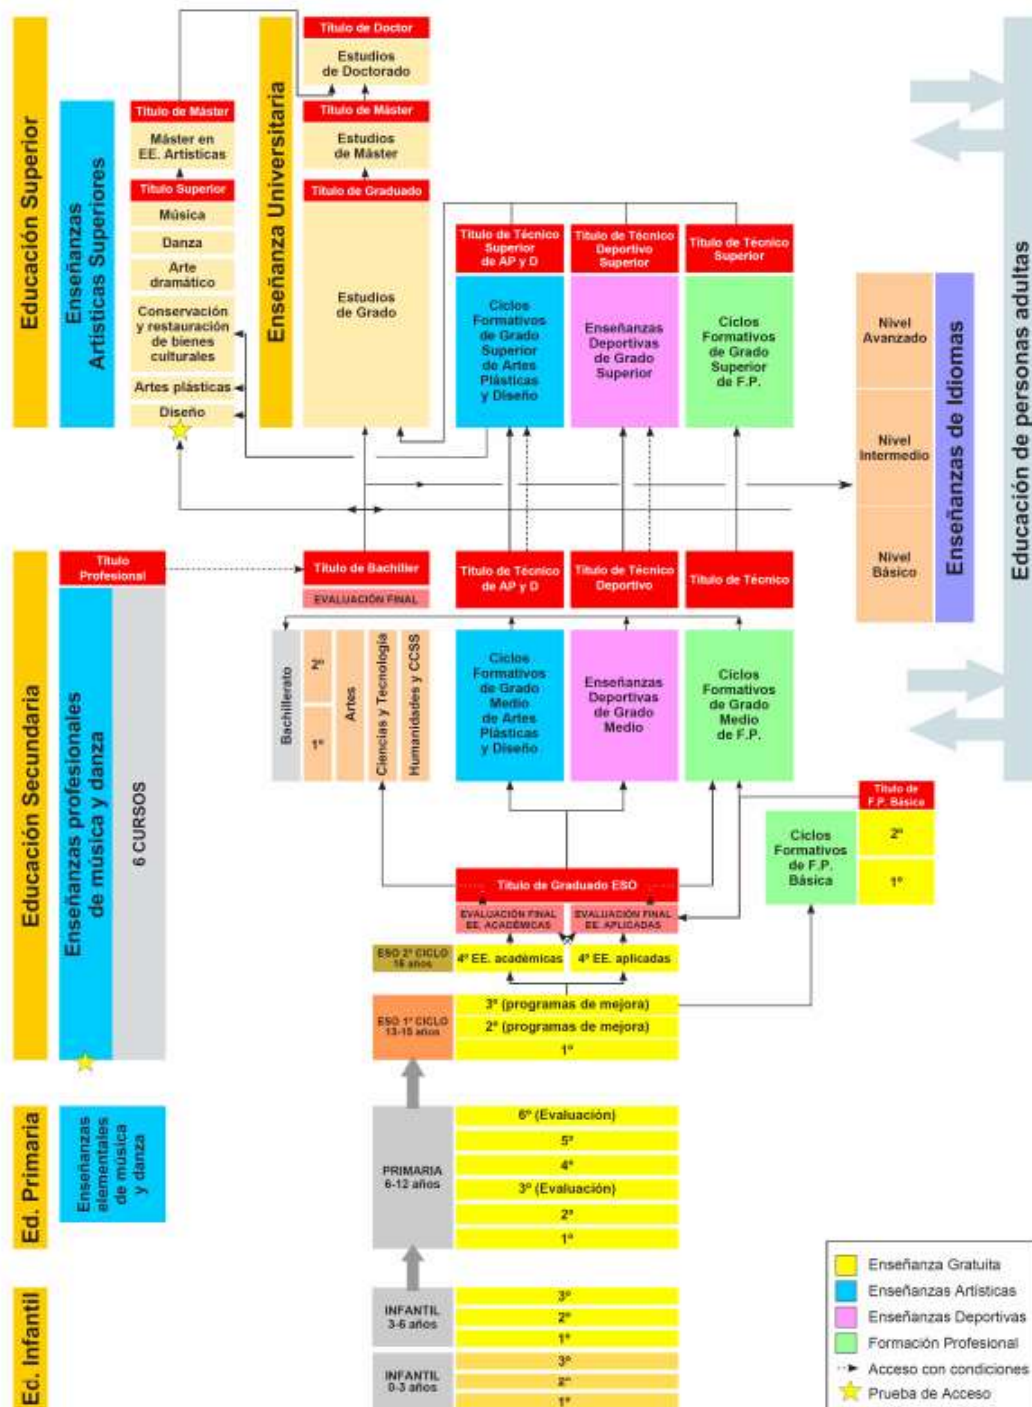 Educación Superior
Enseñanzas
Artísticas Superiores
Título de Máster
Máster en
EE. Artísticas
Título Superior
Música
Danza
Arte
dramático
Conservación
y restauración
de bienes
culturales
Artes plásticas
Diseño
Enseñanza Universitaria
Título de Doctor
Estudios
de Doctorado
Título de Máster
Estudios
de Máster
Título de Graduado
Estudios
de Grado
Título de Técnico
Superior
de AP y D
Ciclos
Formativos
de Grado
Superior
de Artes
Plásticas
y Diseño
Título de Técnico
Deportivo
Superior
Enseñanzas
Deportivas
de Grado
Superior
Título de Técnico
Superior
Ciclos
Formativos
de Grado
Superior
de F.P.
Nivel
Avanzado
Nivel
Intermedio
Nivel
Básico
Enseñanzas de Idiomas
Educación de personas adultas
Educación Secundaria
Título
Profesional
Enseñanzas profesionales
de música y danza
6 CURSOS
Título de Bachiller
EVALUACIÓN FINAL
Bachillerato
2º
1º
Artes
Ciencias y Tecnología
Humanidades y CCSS
Título de Técnico
de AP y D
Ciclos
Formativos
de Grado
Medio
de Artes
Plásticas
y Diseño
Título de Técnico
Deportivo
Enseñanzas
Deportivas
de Grado
Medio
Título de Técnico
Ciclos
Formativos
de Grado
Medio
de F.P.
Título de
F.P. Básica
Ciclos
Formativos
de F.P.
Básica
2º
1º
Título de Graduado ESO
EVALUACIÓN FINAL
EE. ACADÉMICAS
EVALUACIÓN FINAL
EE. APLICADAS
ESO 2º CICLO
16 años
4º EE. académicas
4º EE. aplicadas
ESO 1º CICLO
13-15 años
3º (programas de mejora)
2º (programas de mejora)
1º
Ed. Primaria
Enseñanzas
elementales
de música
y danza
PRIMARIA
6-12 años
6º (Evaluación)
5º
4º
3º (Evaluación)
2º
1º
Ed. Infantil
INFANTIL
3-6 años
3º
2º
1º
INFANTIL
0-3 años
3º
2º
1º
Enseñanza Gratuita
Enseñanzas Artísticas
Enseñanzas Deportivas
Formación Profesional
Acceso con condiciones
Prueba de Acceso